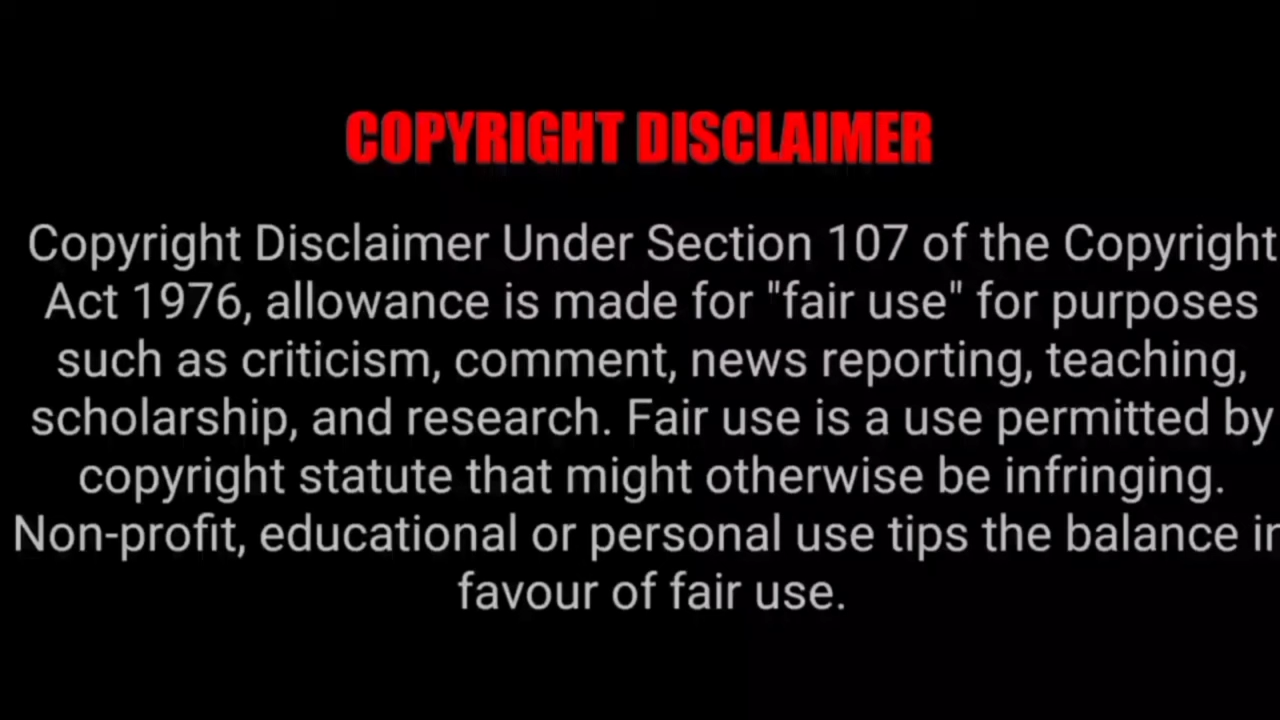 COPYRIGHT DISCLAIMER
Copyright Disclaimer Under Section 107 of the Copyright
Act 1976, allowance is made for "fair use" for purposes
such as criticism, comment, news reporting, teaching,
scholarship, and research. Fair use is a use permitted by
copyright statute that might otherwise be infringing.
Non-profit, educational or personal use tips the balance in
favour of fair use.